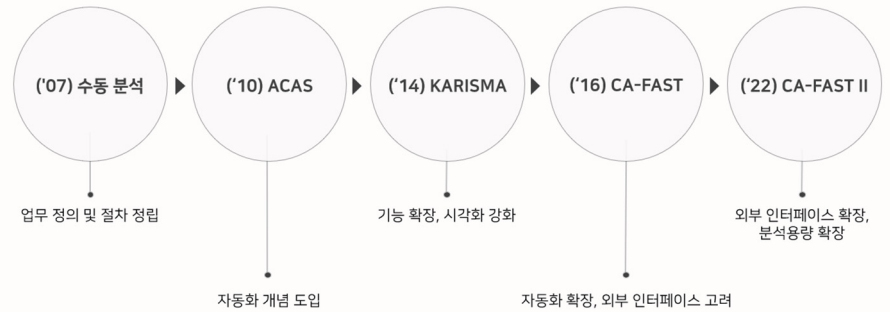 ('07) 수동 분석
(‘10) ACAS
(‘14) KARISMA
(‘16) CA-FAST
(‘22) CA-FAST II
업무 정의 및 절차 정립
자동화 개념 도입
기능 확장, 시각화 강화
자동화 확장, 외부 인터페이스 고려
외부 인터페이스 확장,
분석용량 확장